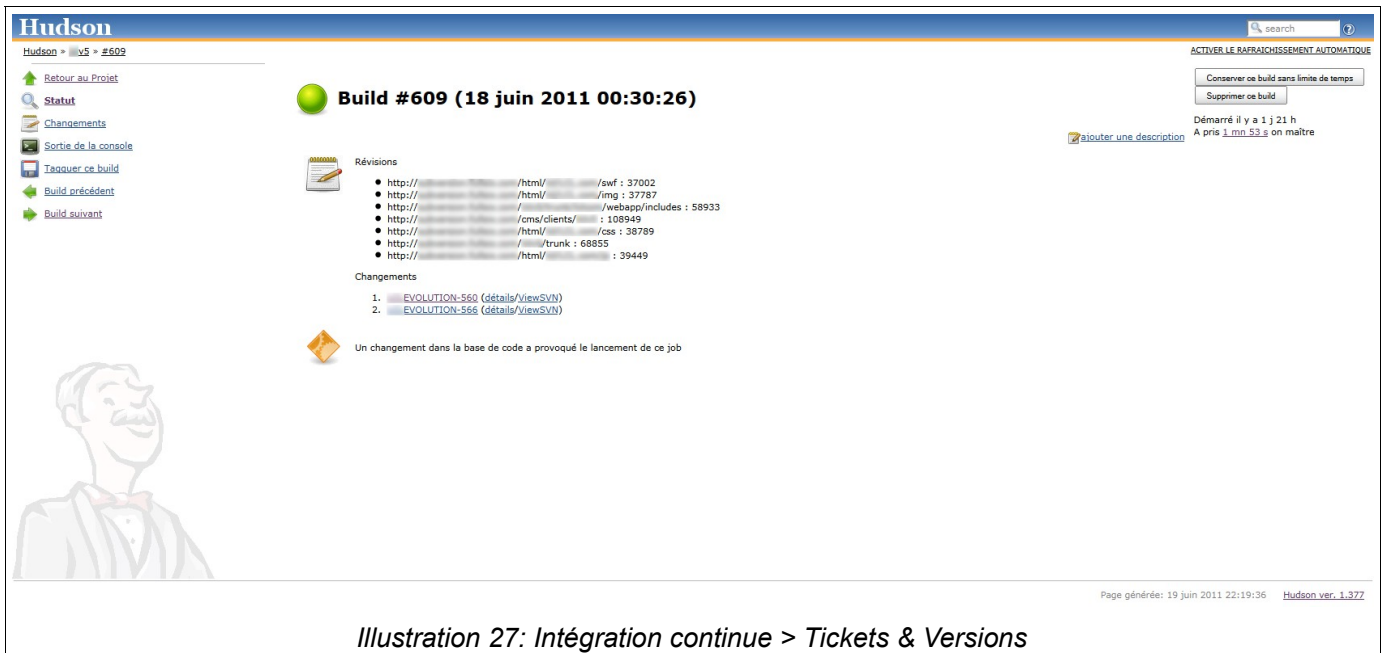 Hudson
search
Hudson » v5 » #609
ACTIVER LE RAFRAICHISSEMENT AUTOMATIQUE
Retour au Projet
Statut
Changements
Sortie de la console
Tagguer ce build
Build précédent
Build suivant
Build #609 (18 juin 2011 00:30:26)
Conserver ce build sans limite de temps
Supprimer ce build
Démarré il y a 1 j 21 h
A pris 1 mn 53 s on maître
ajouter une description
Révisions
http:// /html/ /swf : 37002
http:// /html/ /img : 37787
http:// / /webapp/includes : 58933
http:// /cms/clients/ : 108949
http:// /html/ /css : 38789
http:// / /trunk : 68855
http:// /html/ : 39449
Changements
1. EVOLUTION-560 (détails/ViewSVN)
2. EVOLUTION-566 (détails/ViewSVN)
Un changement dans la base de code a provoqué le lancement de ce job
Page générée: 19 juin 2011 22:19:36 Hudson ver. 1.377
Illustration 27: Intégration continue > Tickets & Versions